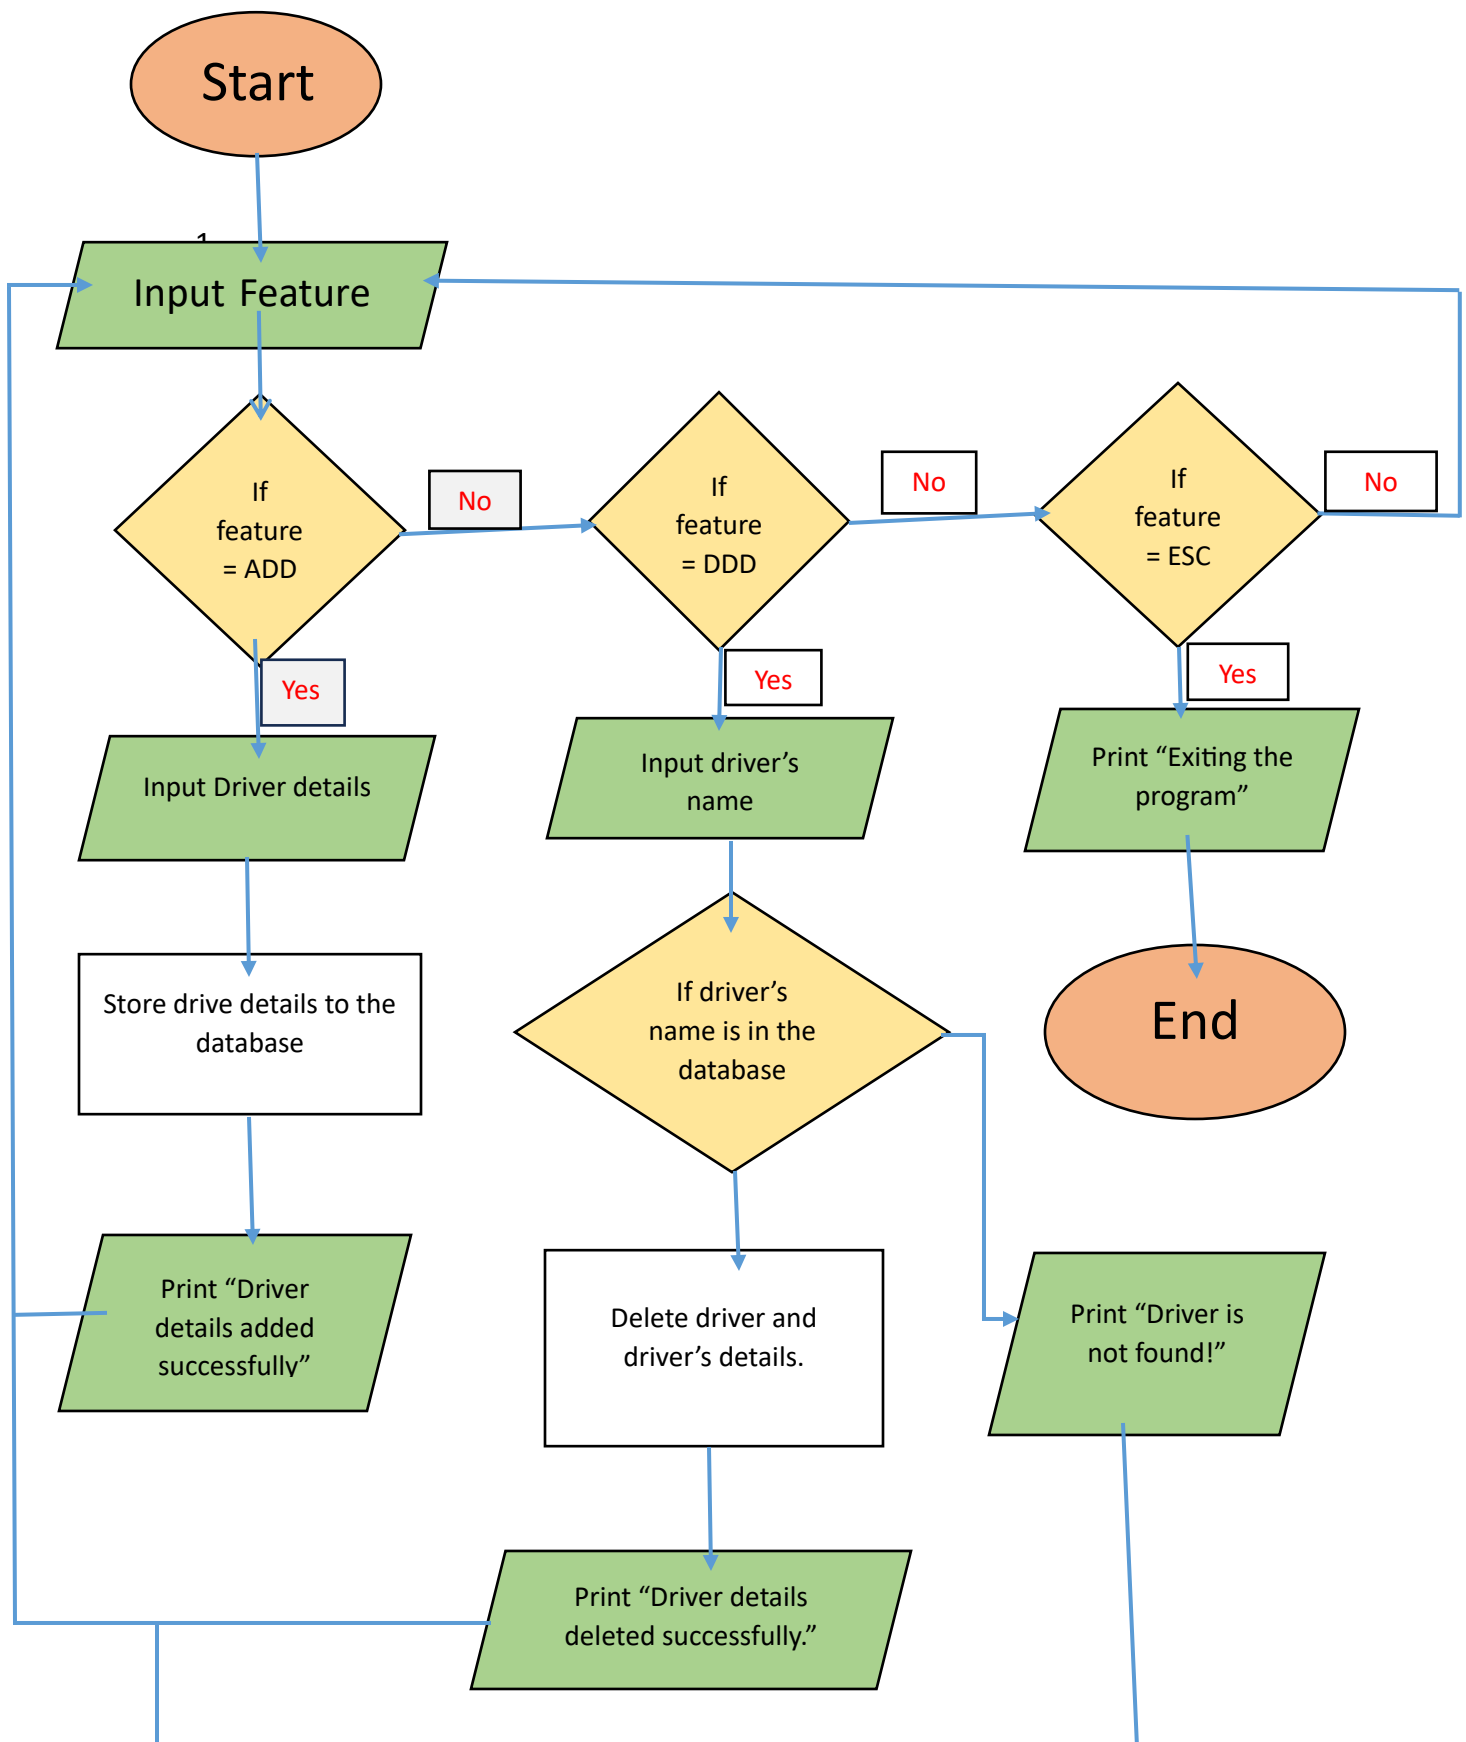 Start
1
Input Feature
If
feature
= ADD
No
If
feature
= DDD
No
If
feature
= ESC
No
Yes
Yes
Yes
Input Driver details
Input driver’s
name
Print “Exiting the
program”
Store drive details to the
database
If driver’s
name is in the
database
End
Print “Driver
details added
successfully”
Delete driver and
driver’s details.
Print “Driver is
not found!”
Print “Driver details
deleted successfully.”